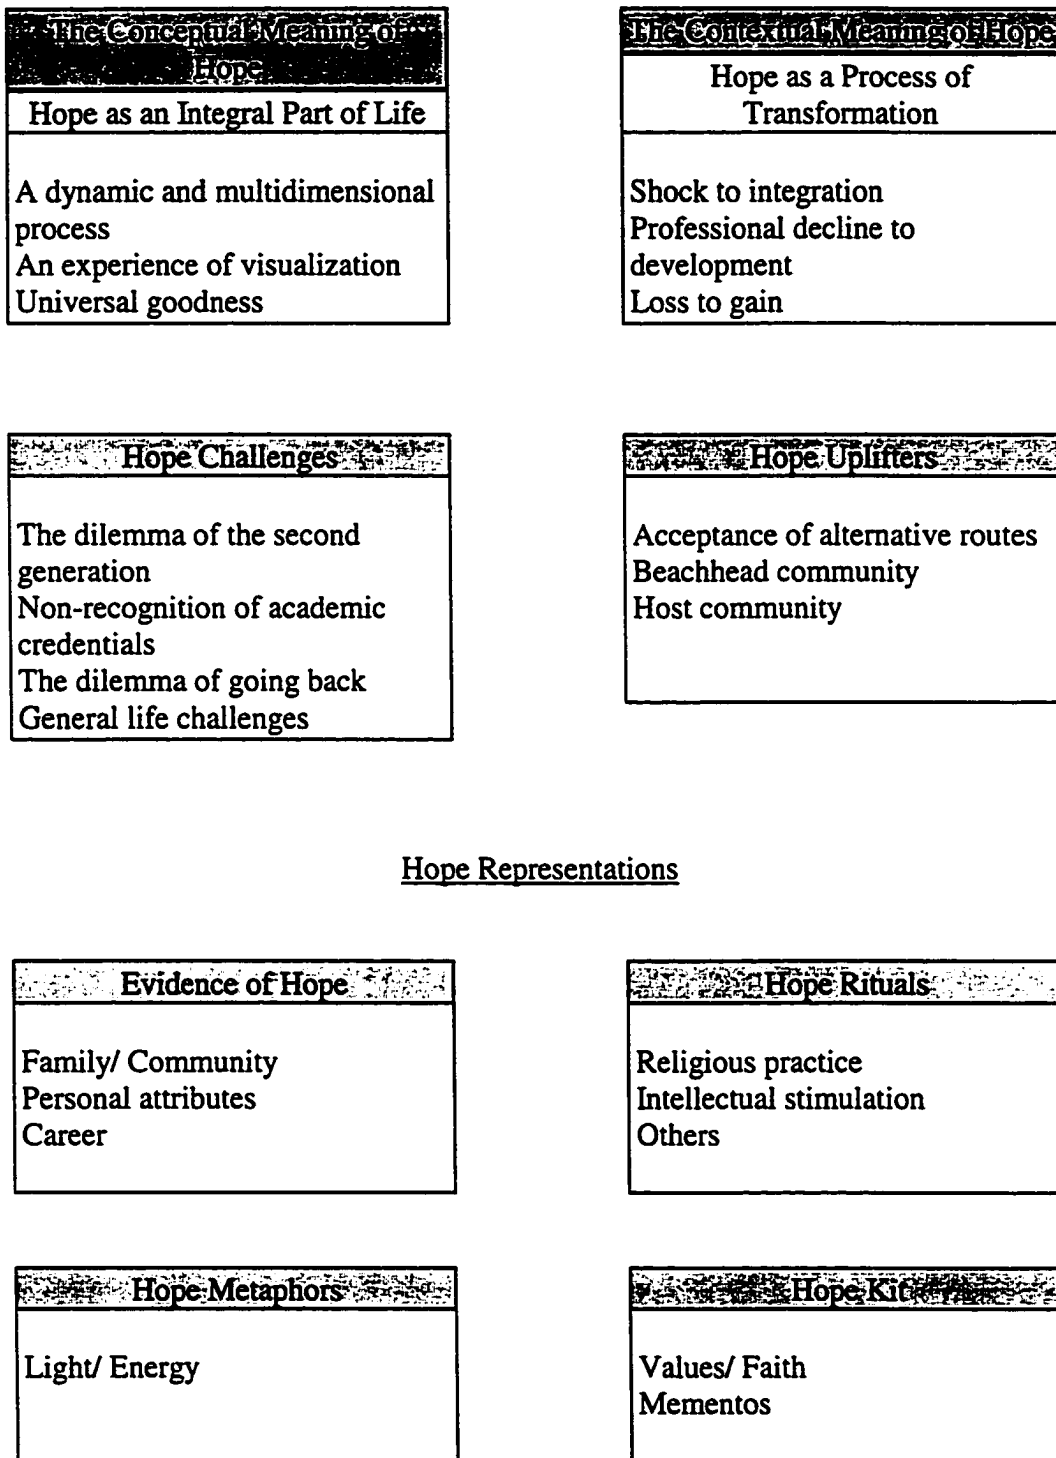 The Conceptual Meaning of
Hope
Hope as an Integral Part of Life
A dynamic and multidimensional
process
An experience of visualization
Universal goodness
The Contextual Meaning of Hope
Hope as a Process of
Transformation
Shock to integration
Professional decline to
development
Loss to gain
Hope Challenges
The dilemma of the second
generation
Non-recognition of academic
credentials
The dilemma of going back
General life challenges
Hope Uplifters
Acceptance of alternative routes
Beachhead community
Host community
Hope Representations
Evidence of Hope
Family/ Community
Personal attributes
Career
Hope Rituals
Religious practice
Intellectual stimulation
Others
Hope Metaphors
Light/ Energy
Hope Kit
Values/ Faith
Mementos